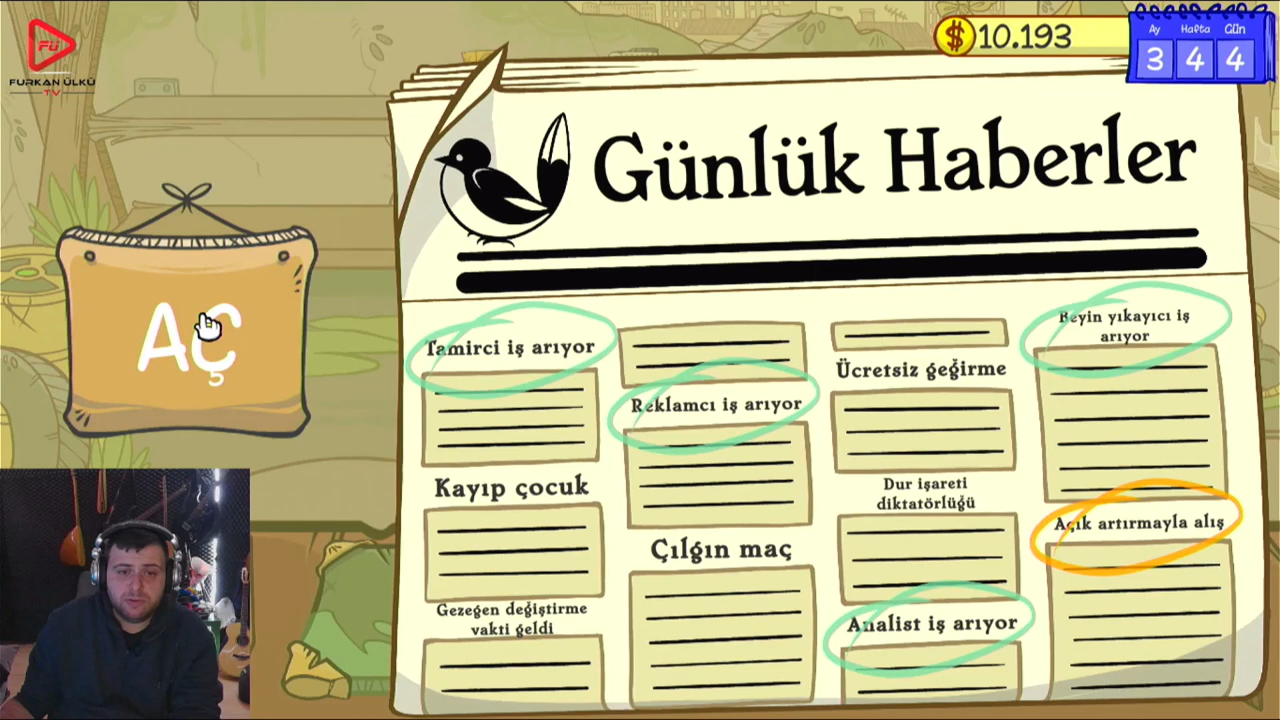 FU
FURKAN ÜLKÜ
TV
$ 10.193
Ay Hafta Gün
3 4 4
Günlük Haberler
AÇ
Tamirci iş arıyor
Kayıp çocuk
Gezegen değiştirme
vakti geldi
Reklamcı iş arıyor
Çılgın maç
Ücretsiz geğirme
Dur işareti
diktatörlüğü
Analist iş arıyor
Beyin yıkayıcı iş
arıyor
Açık artırmayla alış